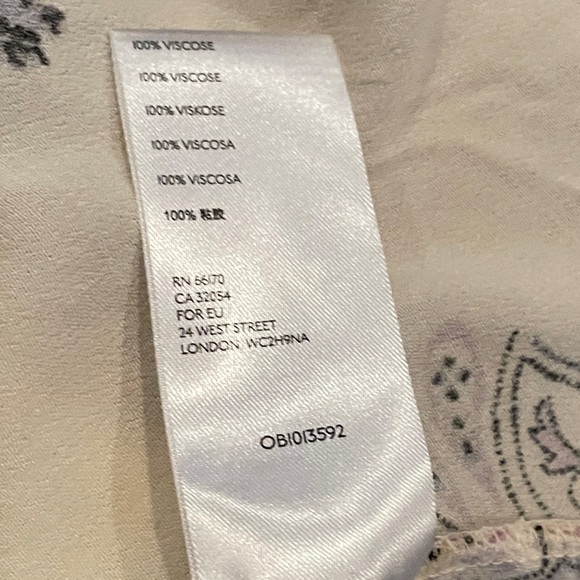 100% VISCOSE
100% VISCOSE
100% VISKOSE
100% VISCOSA
100% VISCOSA
100% 粘胶
RN 66170
CA 32054
FOR EU
24 WEST STREET
LONDON WC2H9NA
OB1013592